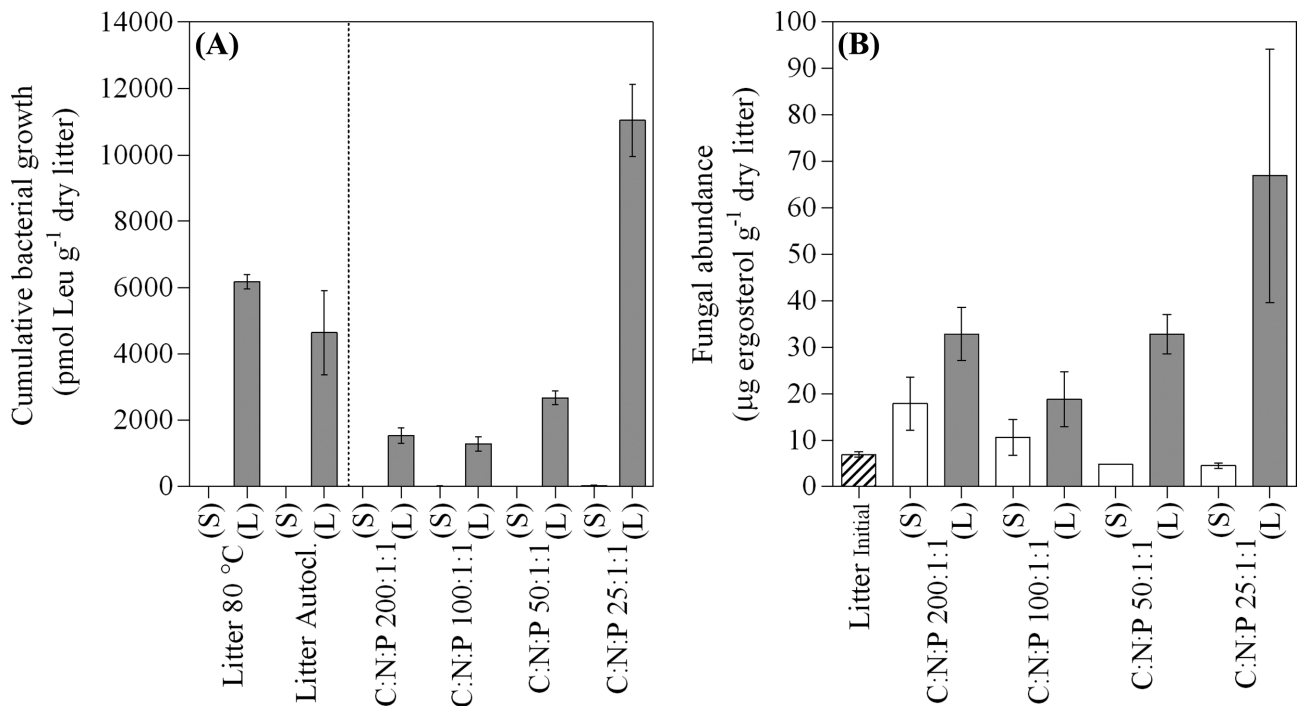 (A)
Cumulative bacterial growth
(pmol Leu g⁻¹ dry litter)
14000
12000
10000
8000
6000
4000
2000
0
(S)
(L)
(S)
(L)
(S)
(L)
(S)
(L)
(S)
(L)
(S)
(L)
Litter 80 °C
Litter Autocl.
C:N:P 200:1:1
C:N:P 100:1:1
C:N:P 50:1:1
C:N:P 25:1:1
(B)
Fungal abundance
(µg ergosterol g⁻¹ dry litter)
100
90
80
70
60
50
40
30
20
10
0
Litter Initial
(S)
(L)
(S)
(L)
(S)
(L)
(S)
(L)
C:N:P 200:1:1
C:N:P 100:1:1
C:N:P 50:1:1
C:N:P 25:1:1